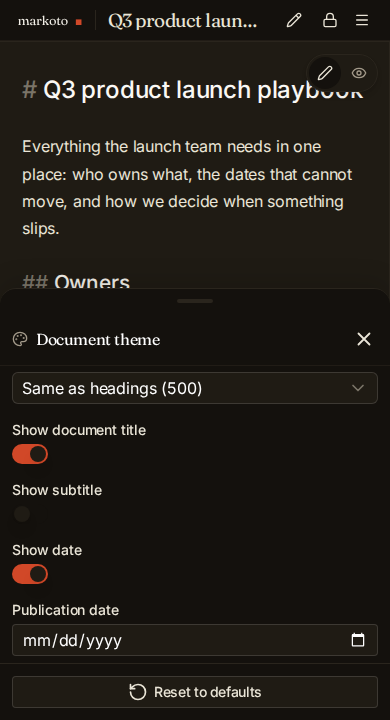 markoto
Q3 product laun...
# Q3 product launch playbook
Everything the launch team needs in one
place: who owns what, the dates that cannot
move, and how we decide when something
slips.
## Owners
Document theme
Same as headings (500)
Show document title
Show subtitle
Show date
Publication date
mm/dd/yyyy
Reset to defaults